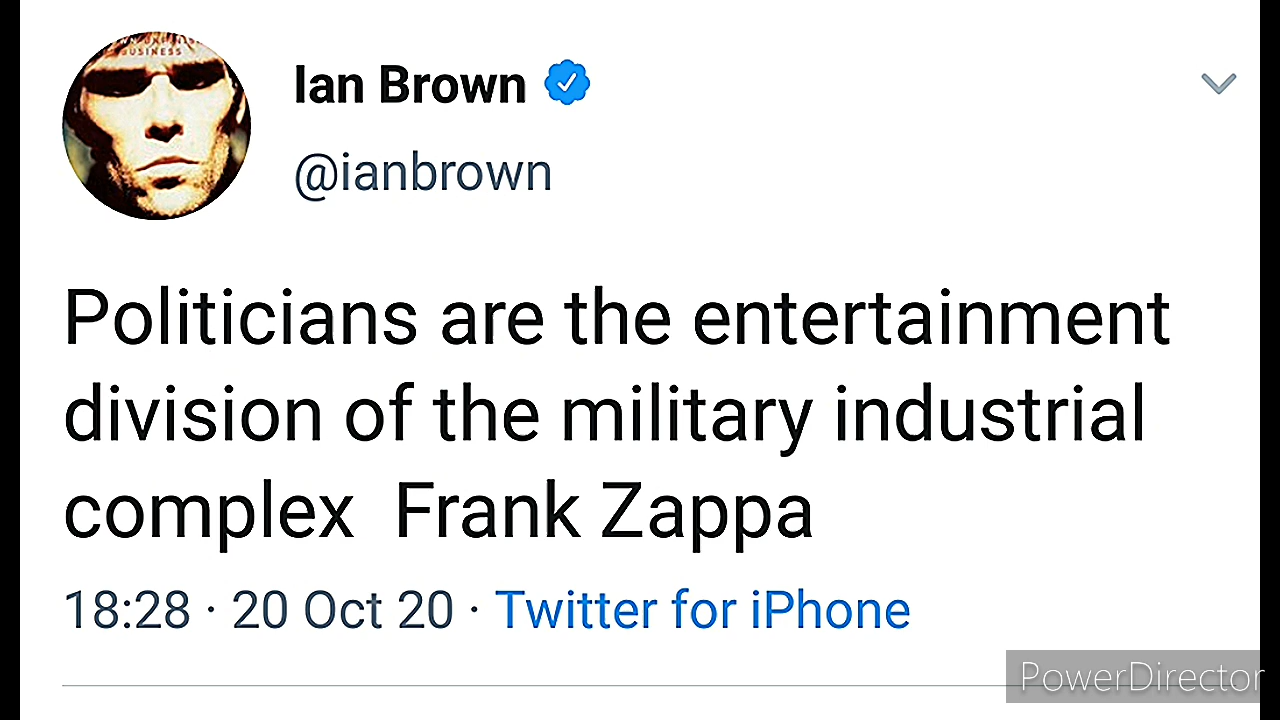 Ian Brown
@ianbrown
Politicians are the entertainment
division of the military industrial
complex  Frank Zappa
18:28 · 20 Oct 20 · Twitter for iPhone
PowerDirector